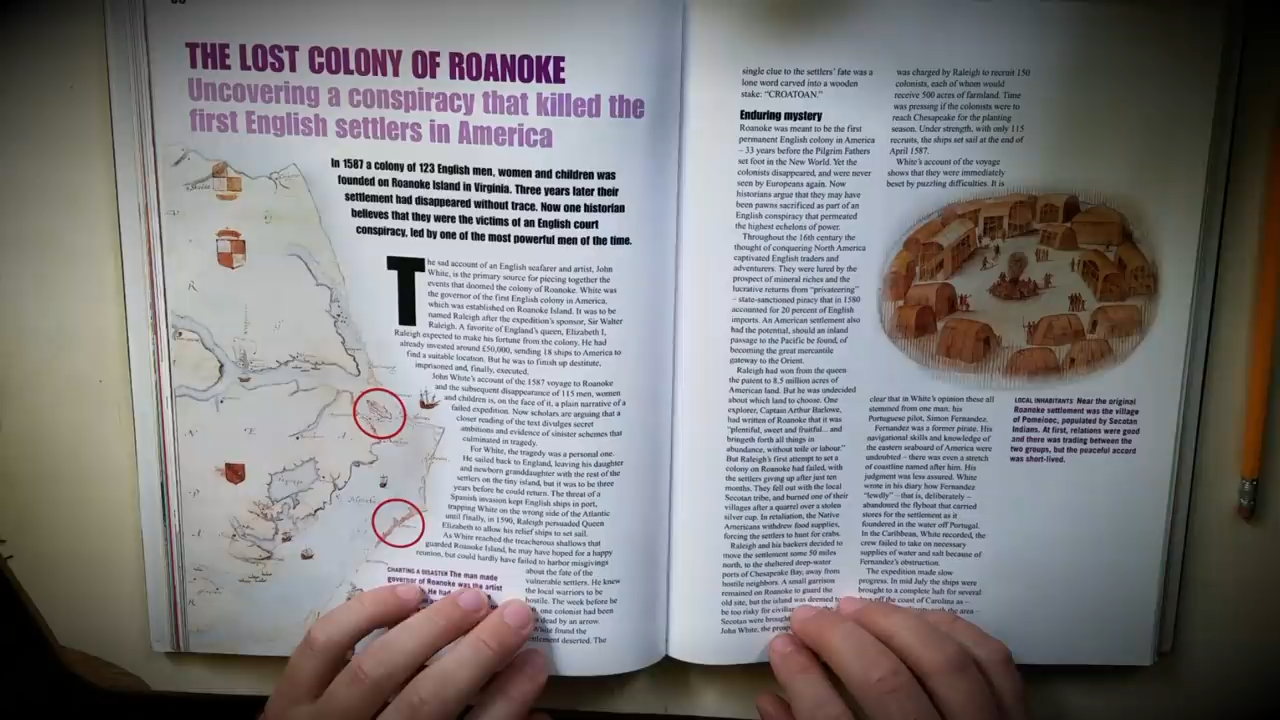 THE LOST COLONY OF ROANOKE
Uncovering a conspiracy that killed the
first English settlers in America
In 1587 a colony of 123 English men, women and children was
founded on Roanoke Island in Virginia. Three years later their
settlement had disappeared without trace. Now one historian
believes that they were the victims of an English court
conspiracy, led by one of the most powerful men of the time.
The sad account of an English seafarer and artist, John
White, is the primary source for piecing together the
events that doomed the colony of Roanoke. White was
the governor of the first English colony in America,
which was established on Roanoke Island. It was to be
named Raleigh after the expedition's sponsor, Sir Walter
Raleigh. A favorite of England's queen, Elizabeth I,
Raleigh expected to make his fortune from the colony. He had
already invested around £50,000, sending 18 ships to America to
find a suitable location. But he was to finish up destitute,
imprisoned and, finally, executed.
John White's account of the 1587 voyage to Roanoke
and the subsequent disappearance of 115 men, women
and children is, on the face of it, a plain narrative of a
failed expedition. Now scholars are arguing that a
closer reading of the text divulges secret
ambitions and evidence of sinister schemes that
culminated in tragedy.
For White, the tragedy was a personal one.
He sailed back to England, leaving his daughter
and newborn granddaughter with the rest of the
settlers on the tiny island, but it was to be three
years before he could return. The threat of a
Spanish invasion kept English ships in port,
trapping White on the wrong side of the Atlantic
until finally, in 1590, Raleigh persuaded Queen
Elizabeth to allow his relief ships to set sail.
As White reached the treacherous shallows that
guarded Roanoke Island, he may have hoped for a happy
reunion, but could hardly have failed to harbor misgivings
about the fate of the
vulnerable settlers. He knew
the local warriors to be
hostile. The week before he
, one colonist had been
dead by an arrow.
White found the
settlement deserted. The
CHARTING A DISASTER The man made
governor of Roanoke was the artist
He had
single clue to the settlers' fate was a
lone word carved into a wooden
stake: "CROATOAN."
Enduring mystery
Roanoke was meant to be the first
permanent English colony in America
– 33 years before the Pilgrim Fathers
set foot in the New World. Yet the
colonists disappeared, and were never
seen by Europeans again. Now
historians argue that they may have
been pawns sacrificed as part of an
English conspiracy that permeated
the highest echelons of power.
Throughout the 16th century the
thought of conquering North America
captivated English traders and
adventurers. They were lured by the
prospect of mineral riches and the
lucrative returns from "privateering"
– state-sanctioned piracy that in 1580
accounted for 20 percent of English
imports. An American settlement also
had the potential, should an inland
passage to the Pacific be found, of
becoming the great mercantile
gateway to the Orient.
Raleigh had won from the queen
the patent to 8.5 million acres of
American land. But he was undecided
about which land to choose. One
explorer, Captain Arthur Barlowe,
had written of Roanoke that it was
"plentiful, sweet and fruitful... and
bringeth forth all things in
abundance, without toile or labour."
But Raleigh's first attempt to set a
colony on Roanoke had failed, with
the settlers giving up after just ten
months. They fell out with the local
Secotan tribe, and burned one of their
villages after a quarrel over a stolen
silver cup. In retaliation, the Native
Americans withdrew food supplies,
forcing the settlers to hunt for crabs.
Raleigh and his backers decided to
move the settlement some 50 miles
north, to the sheltered deep-water
ports of Chesapeake Bay, away from
hostile neighbors. A small garrison
remained on Roanoke to guard the
old site, but the island was deemed to
be too risky for civilian
Secotan were brought
John White, the
was charged by Raleigh to recruit 150
colonists, each of whom would
receive 500 acres of farmland. Time
was pressing if the colonists were to
reach Chesapeake for the planting
season. Under strength, with only 115
recruits, the ships set sail at the end of
April 1587.
White's account of the voyage
shows that they were immediately
beset by puzzling difficulties. It is
clear that in White's opinion these all
stemmed from one man: his
Portuguese pilot, Simon Fernandez.
Fernandez was a former pirate. His
navigational skills and knowledge of
the eastern seaboard of America were
undoubted – there was even a stretch
of coastline named after him. His
judgment was less assured. White
wrote in his diary how Fernandez
"lewdly" – that is, deliberately –
abandoned the flyboat that carried
stores for the settlement as it
foundered in the water off Portugal.
In the Caribbean, White recorded, the
crew failed to take on necessary
supplies of water and salt because of
Fernandez's obstruction.
The expedition made slow
progress. In mid July the ships were
brought to a complete halt for several
off the coast of Carolina as –
the area –
LOCAL INHABITANTS Near the original
Roanoke settlement was the village
of Pomeiooc, populated by Secotan
Indians. At first, relations were good
and there was trading between the
two groups, but the peaceful accord
was short-lived.